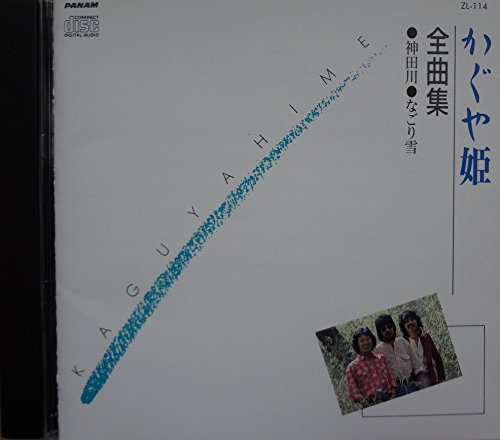 PANAM
COMPACT
disc
DIGITAL AUDIO
ZL-114
かぐや姫
全曲集
●神田川●なごり雪
KAGUYAHIME